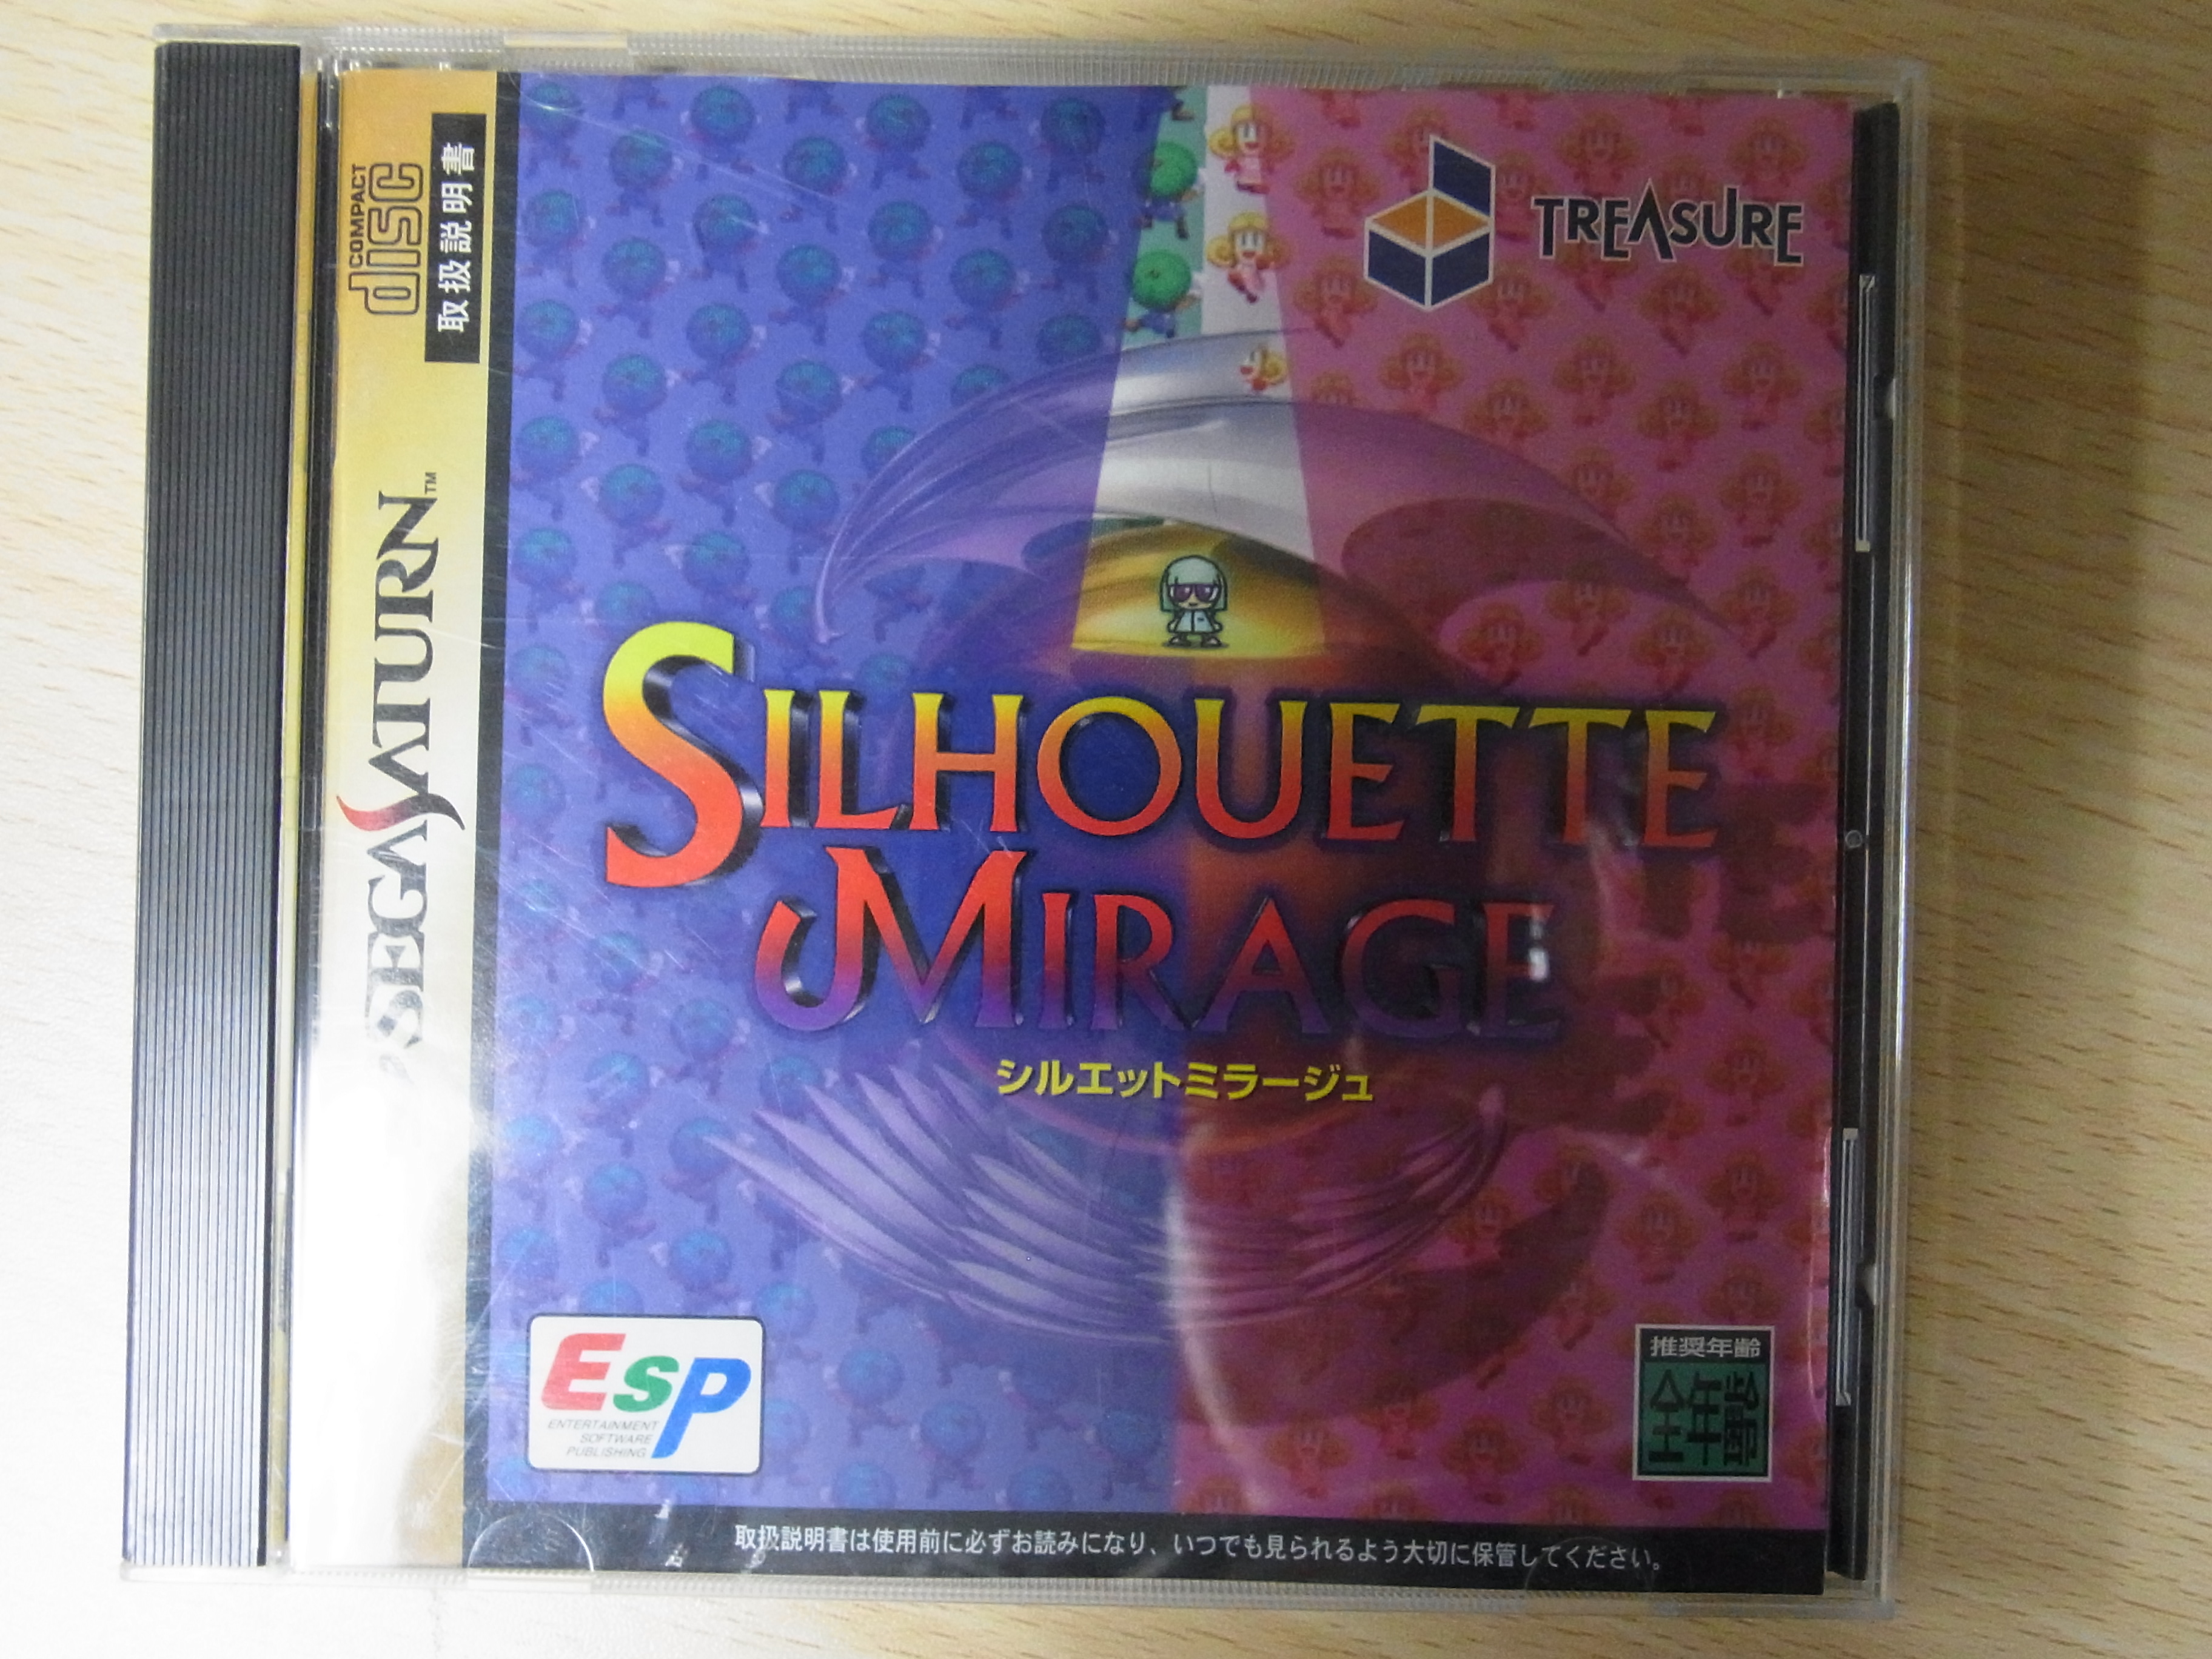 COMPACT
disc
取扱説明書
SEGA SATURN™
TREASURE
SILHOUETTE
MIRAGE
シルエットミラージュ
ESP
ENTERTAINMENT
SOFTWARE
PUBLISHING
推奨年齢
全年齢
取扱説明書は使用前に必ずお読みになり、いつでも見られるよう大切に保管してください。